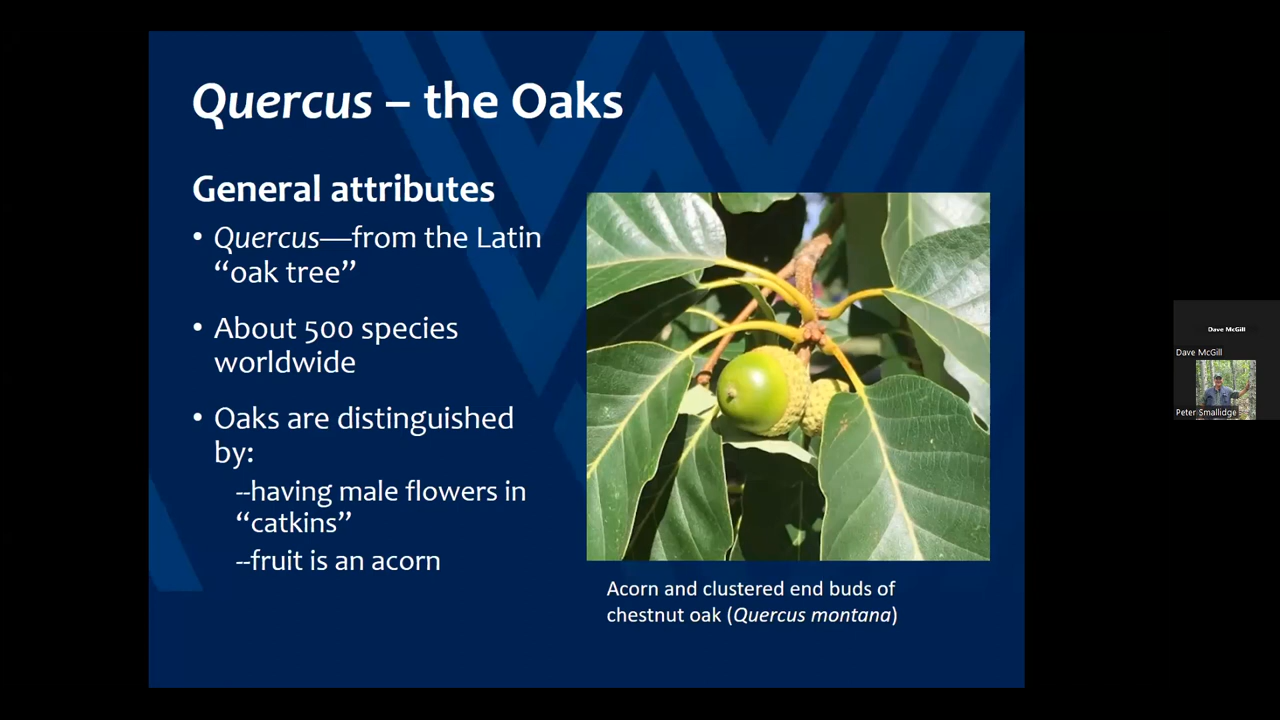 Quercus – the Oaks
General attributes
• Quercus—from the Latin
“oak tree”
• About 500 species
worldwide
• Oaks are distinguished
by:
--having male flowers in
“catkins”
--fruit is an acorn
Acorn and clustered end buds of
chestnut oak (Quercus montana)
Dave McGill
Dave McGill
Peter Smallidge